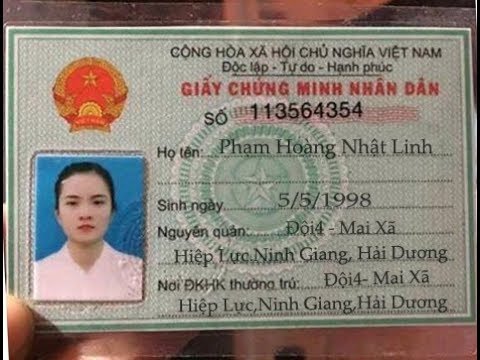 CỘNG HÒA XÃ HỘI CHỦ NGHĨA VIỆT NAM
Độc lập - Tự do - Hạnh phúc
GIẤY CHỨNG MINH NHÂN DÂN
SỐ 113564354
Họ tên: Phạm Hoàng Nhật Linh
Sinh ngày 5/5/1998
Nguyên quán: Đội4 - Mai Xã
Hiệp Lực,Ninh Giang, Hải Dương
Nơi ĐKHK thường trú: Đội4- Mai Xã
Hiệp Lực,Ninh Giang,Hải Dương